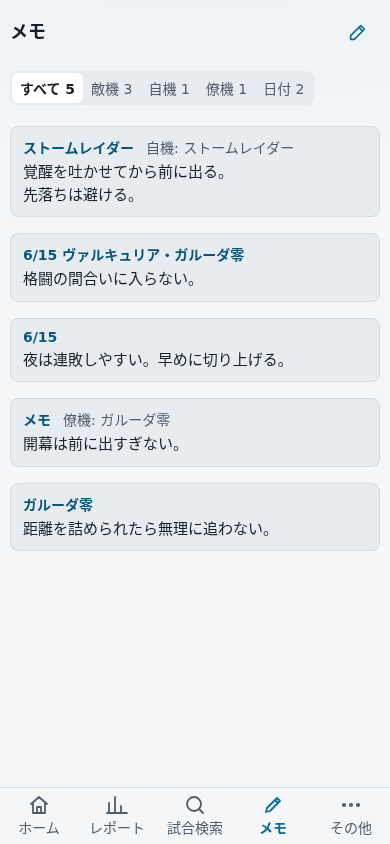 メモ
すべて 5 敵機 3 自機 1 僚機 1 日付 2
ストームレイダー 自機: ストームレイダー
覚醒を吐かせてから前に出る。
先落ちは避ける。
6/15 ヴァルキュリア・ガルーダ零
格闘の間合いに入らない。
6/15
夜は連敗しやすい。早めに切り上げる。
メモ 僚機: ガルーダ零
開幕は前に出すぎない。
ガルーダ零
距離を詰められたら無理に追わない。
ホーム レポート 試合検索 メモ その他